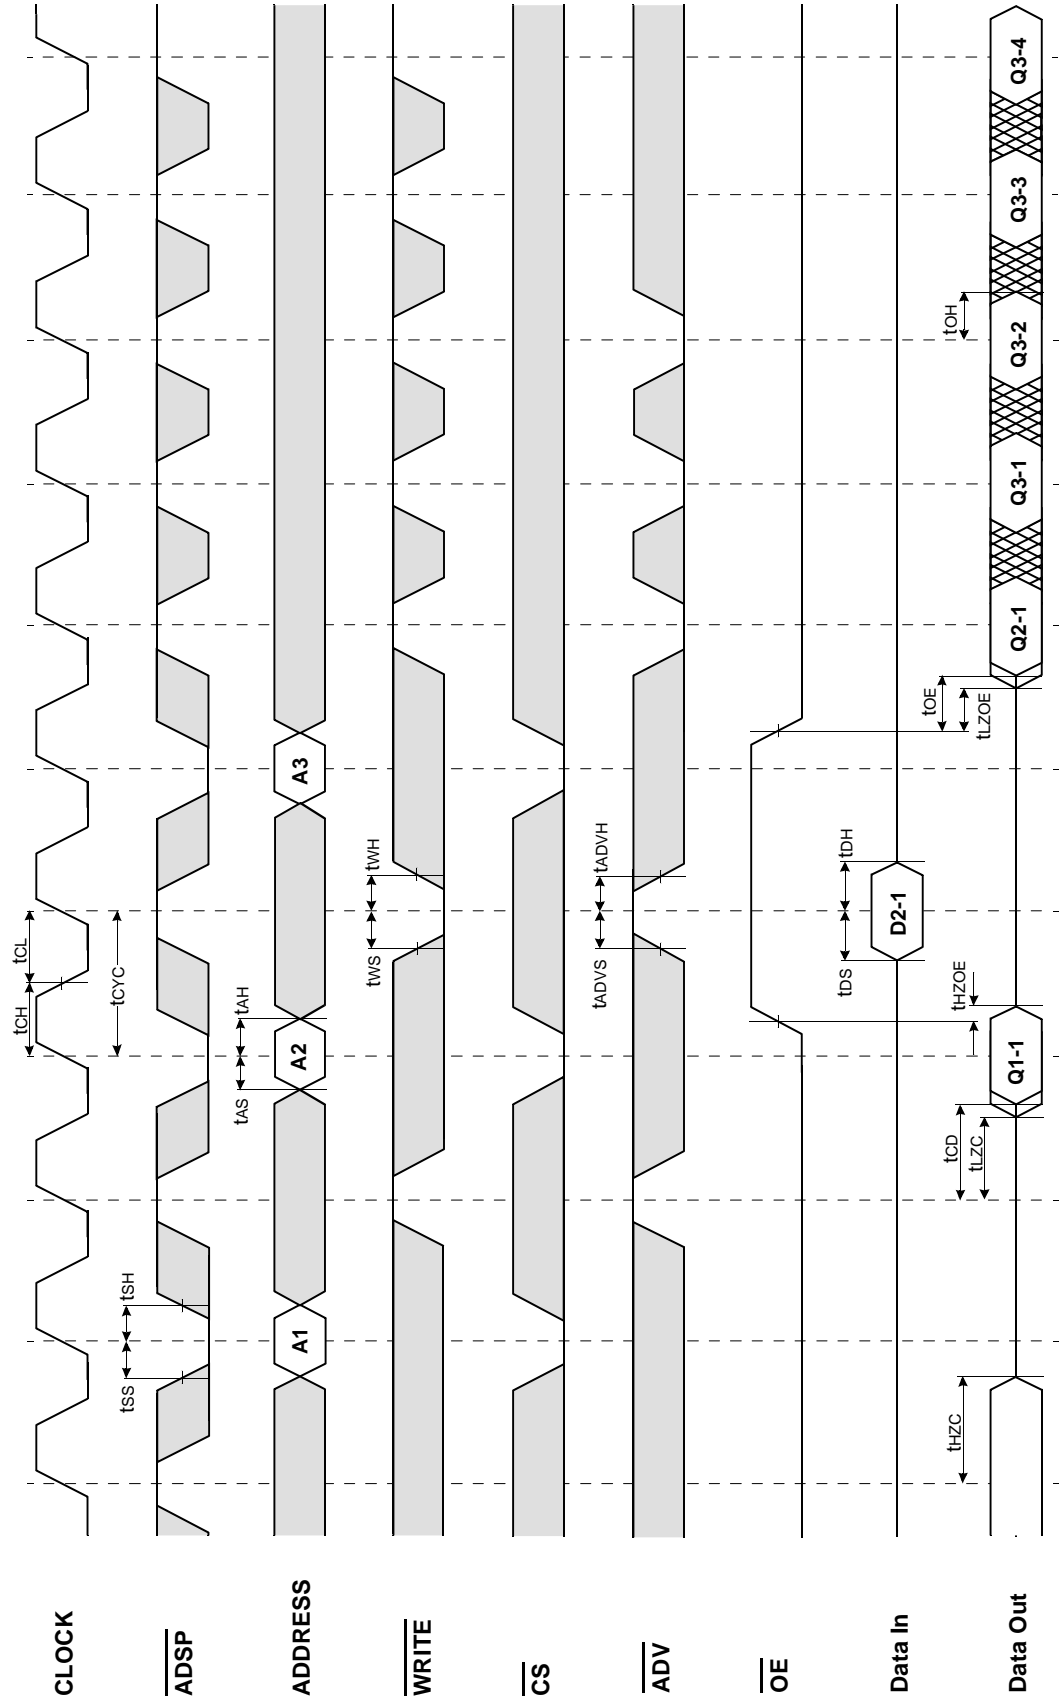 CLOCK
tCH
tCL
tCYC
ADSP
tSS
tSH
ADDRESS
A1
tAS
tAH
A2
A3
WRITE
tWS
tWH
CS
ADV
tADVS
tADVH
OE
Data In
tDS
tDH
D2-1
Data Out
tHZC
tCD
tLZC
tHZOE
Q1-1
tOE
tLZOE
Q2-1
Q3-1
tOH
Q3-2
Q3-3
Q3-4